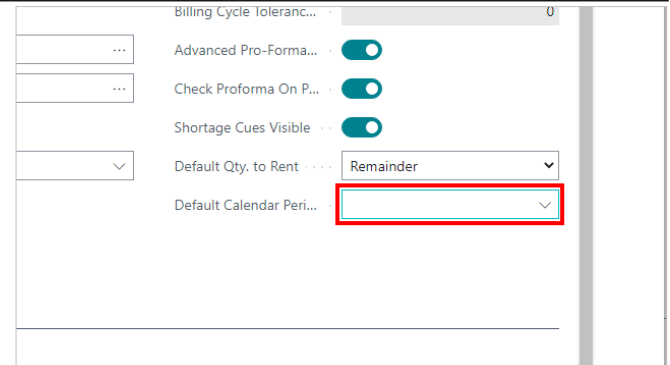 Billing Cycle Toleranc... 0
... Advanced Pro-Forma...
... Check Proforma On P...
Shortage Cues Visible
Default Qty. to Rent Remainder
Default Calendar Peri...